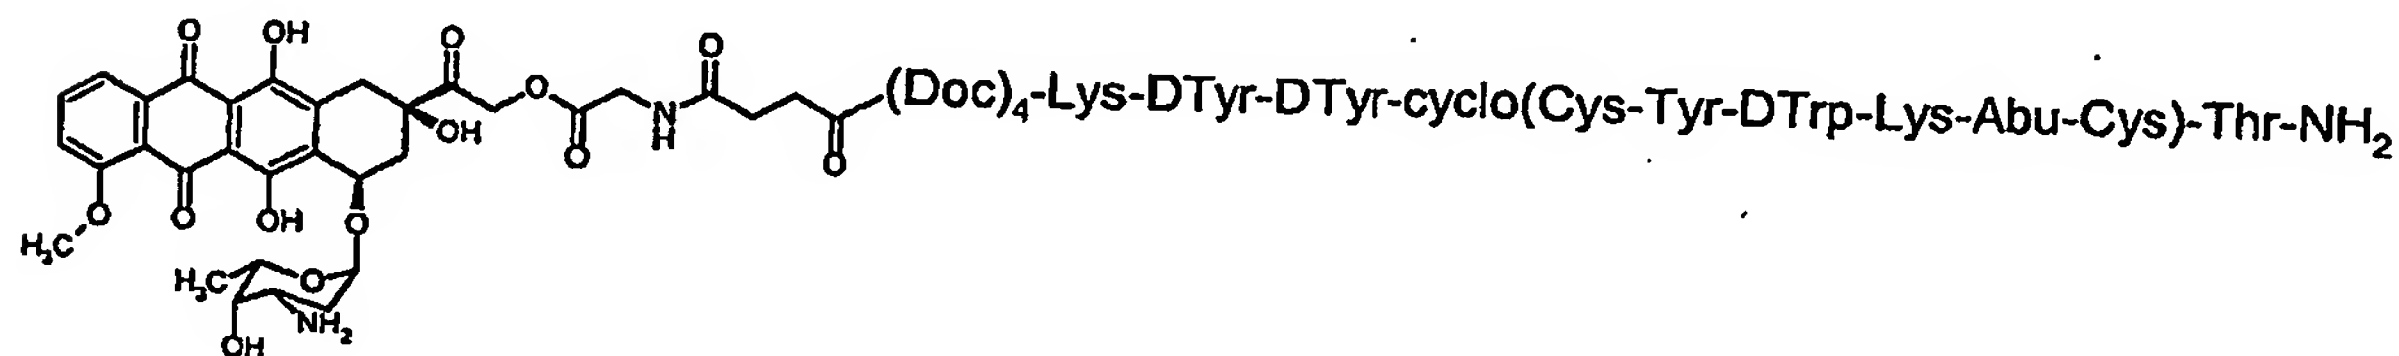 O OH O O
O O N H O (Doc)4-Lys-DTyr-DTyr-cyclo(Cys-Tyr-DTrp-Lys-Abu-Cys)-Thr-NH2
OH O O
O O OH O
H3C
H3C O
NH2
OH